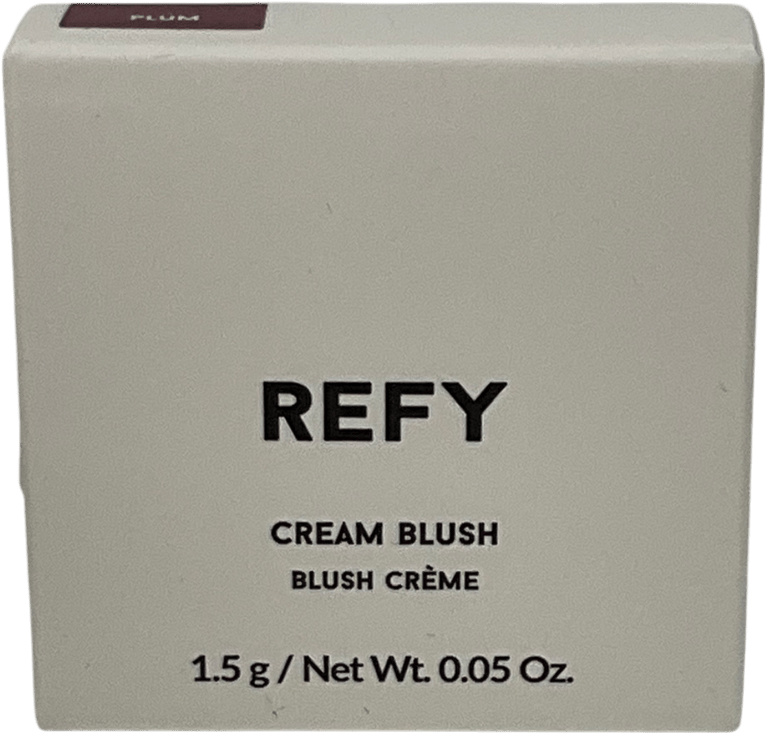 PLUM
REFY
CREAM BLUSH
BLUSH CRÈME
1.5 g / Net Wt. 0.05 Oz.